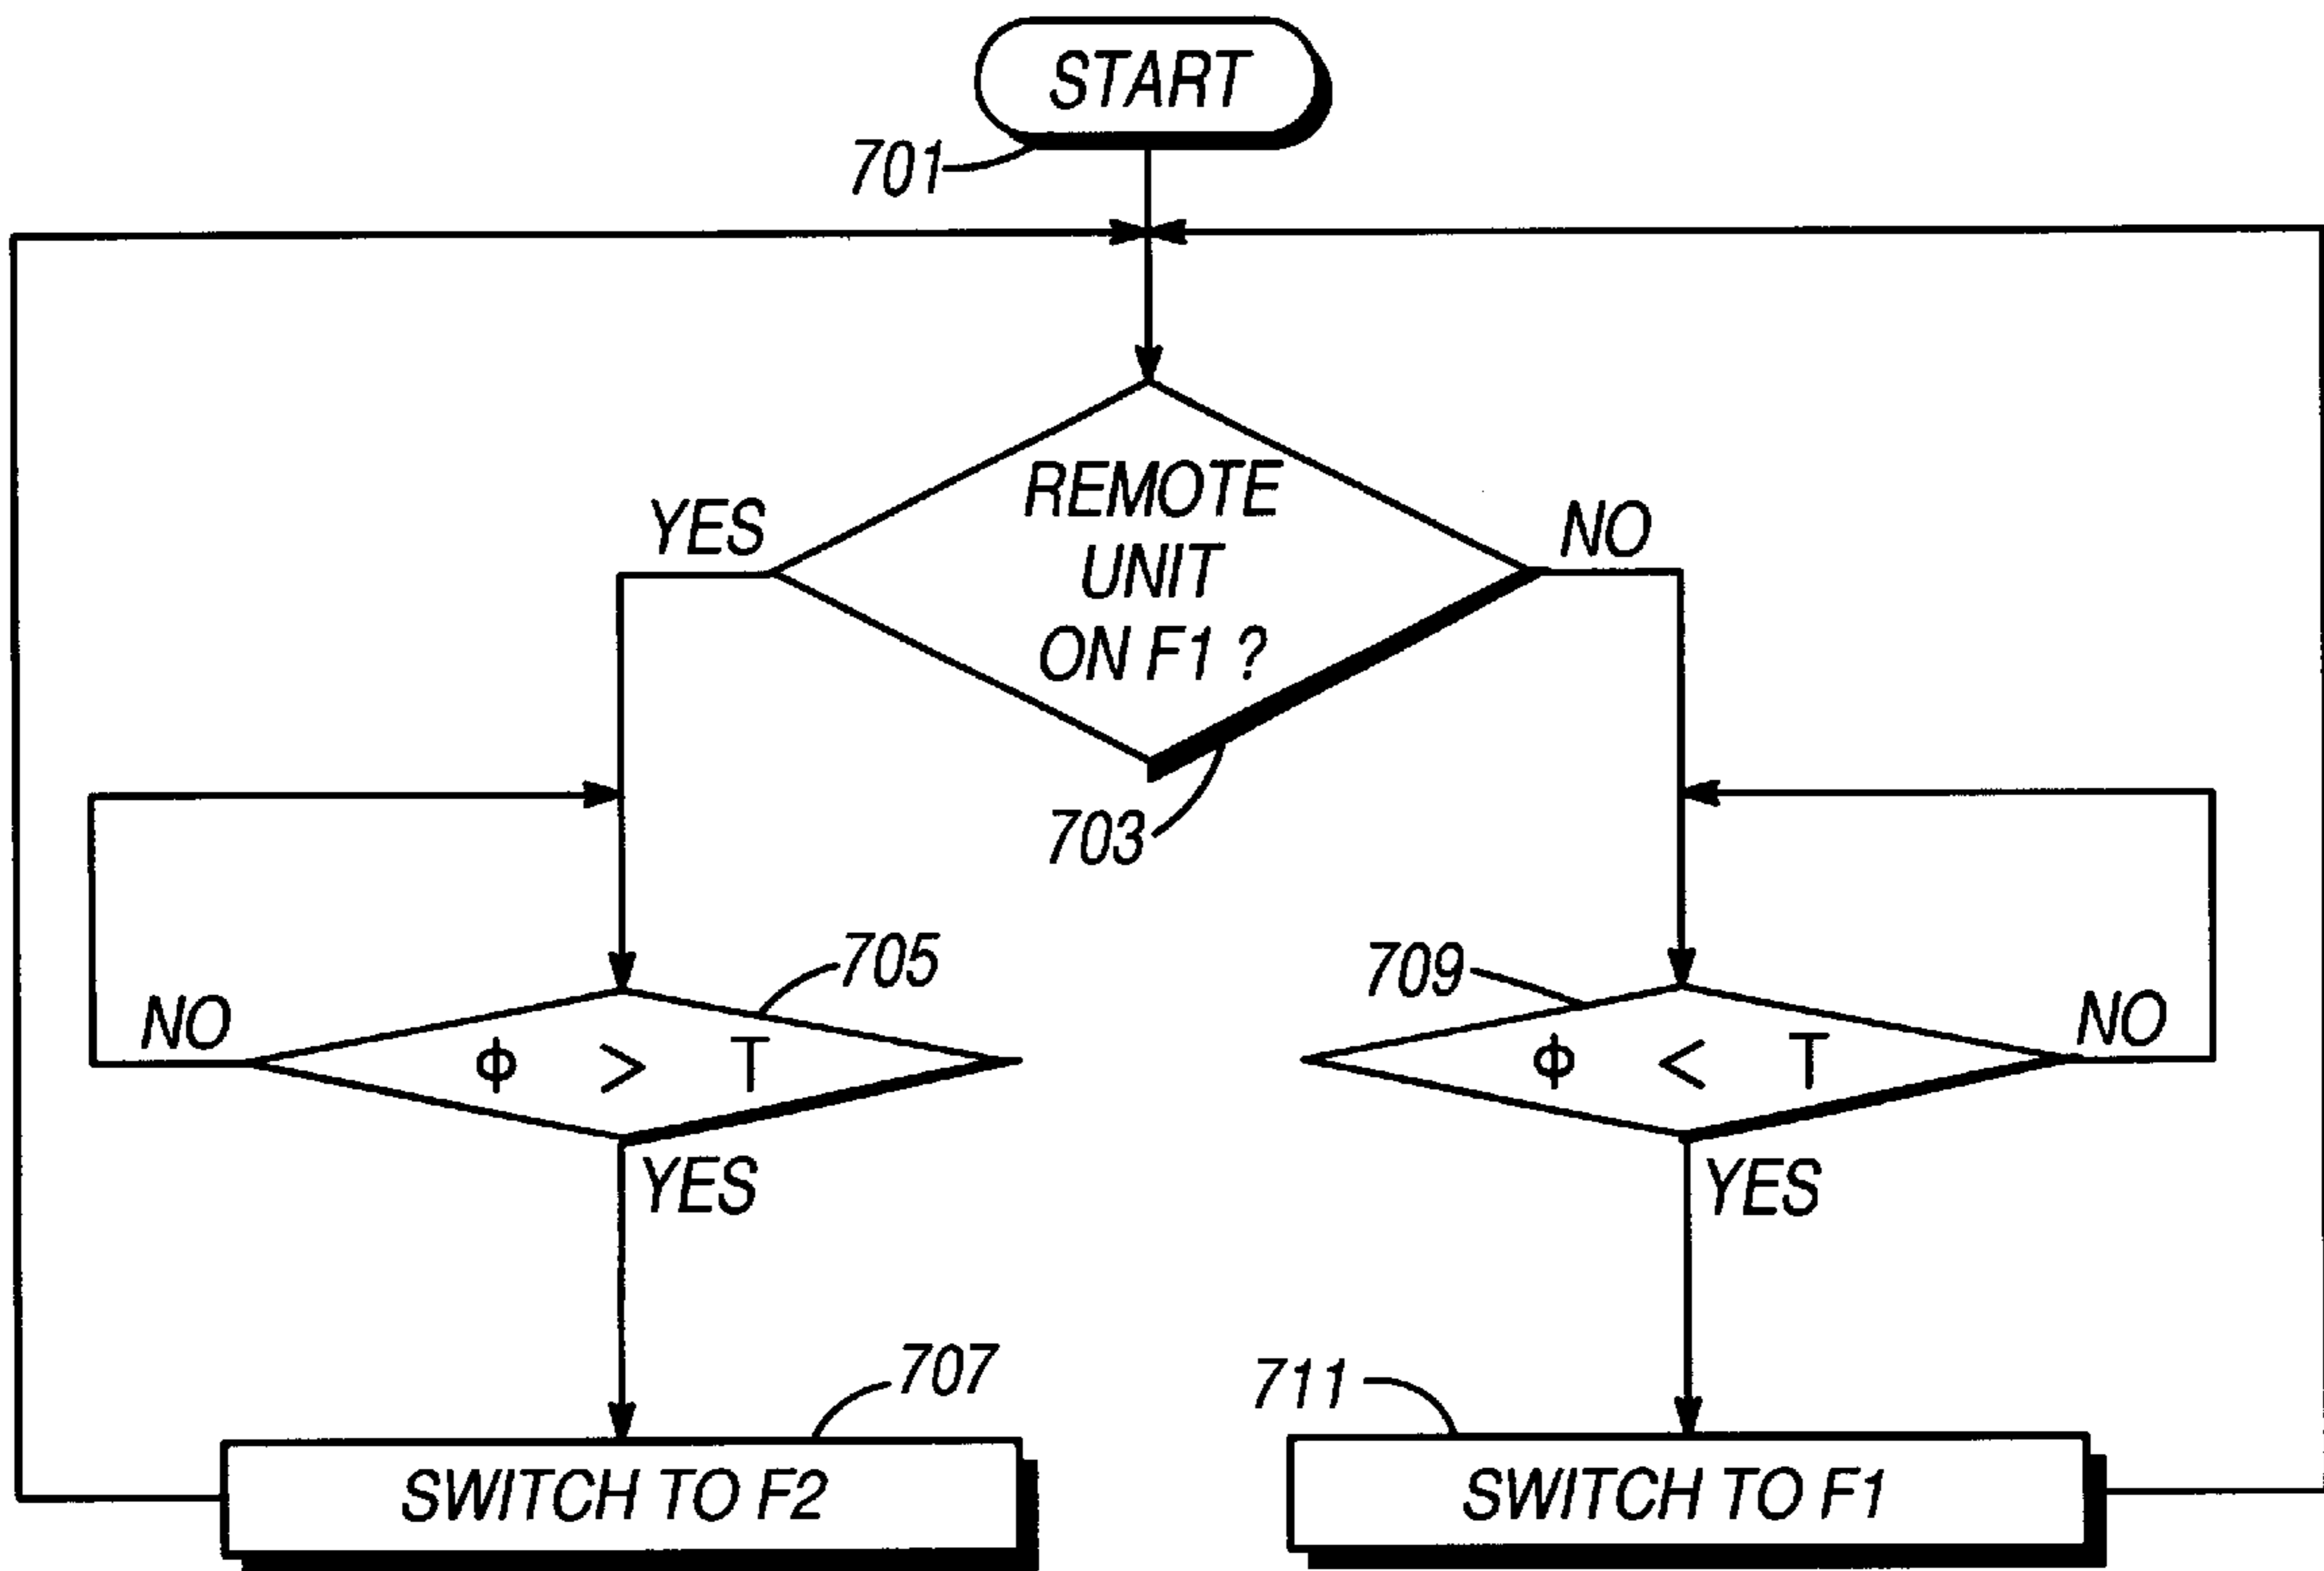 START
701
REMOTE
UNIT
ON F1 ?
YES
NO
703
705
709
NO
Φ > T
Φ < T
NO
YES
YES
707
711
SWITCH TO F2
SWITCH TO F1